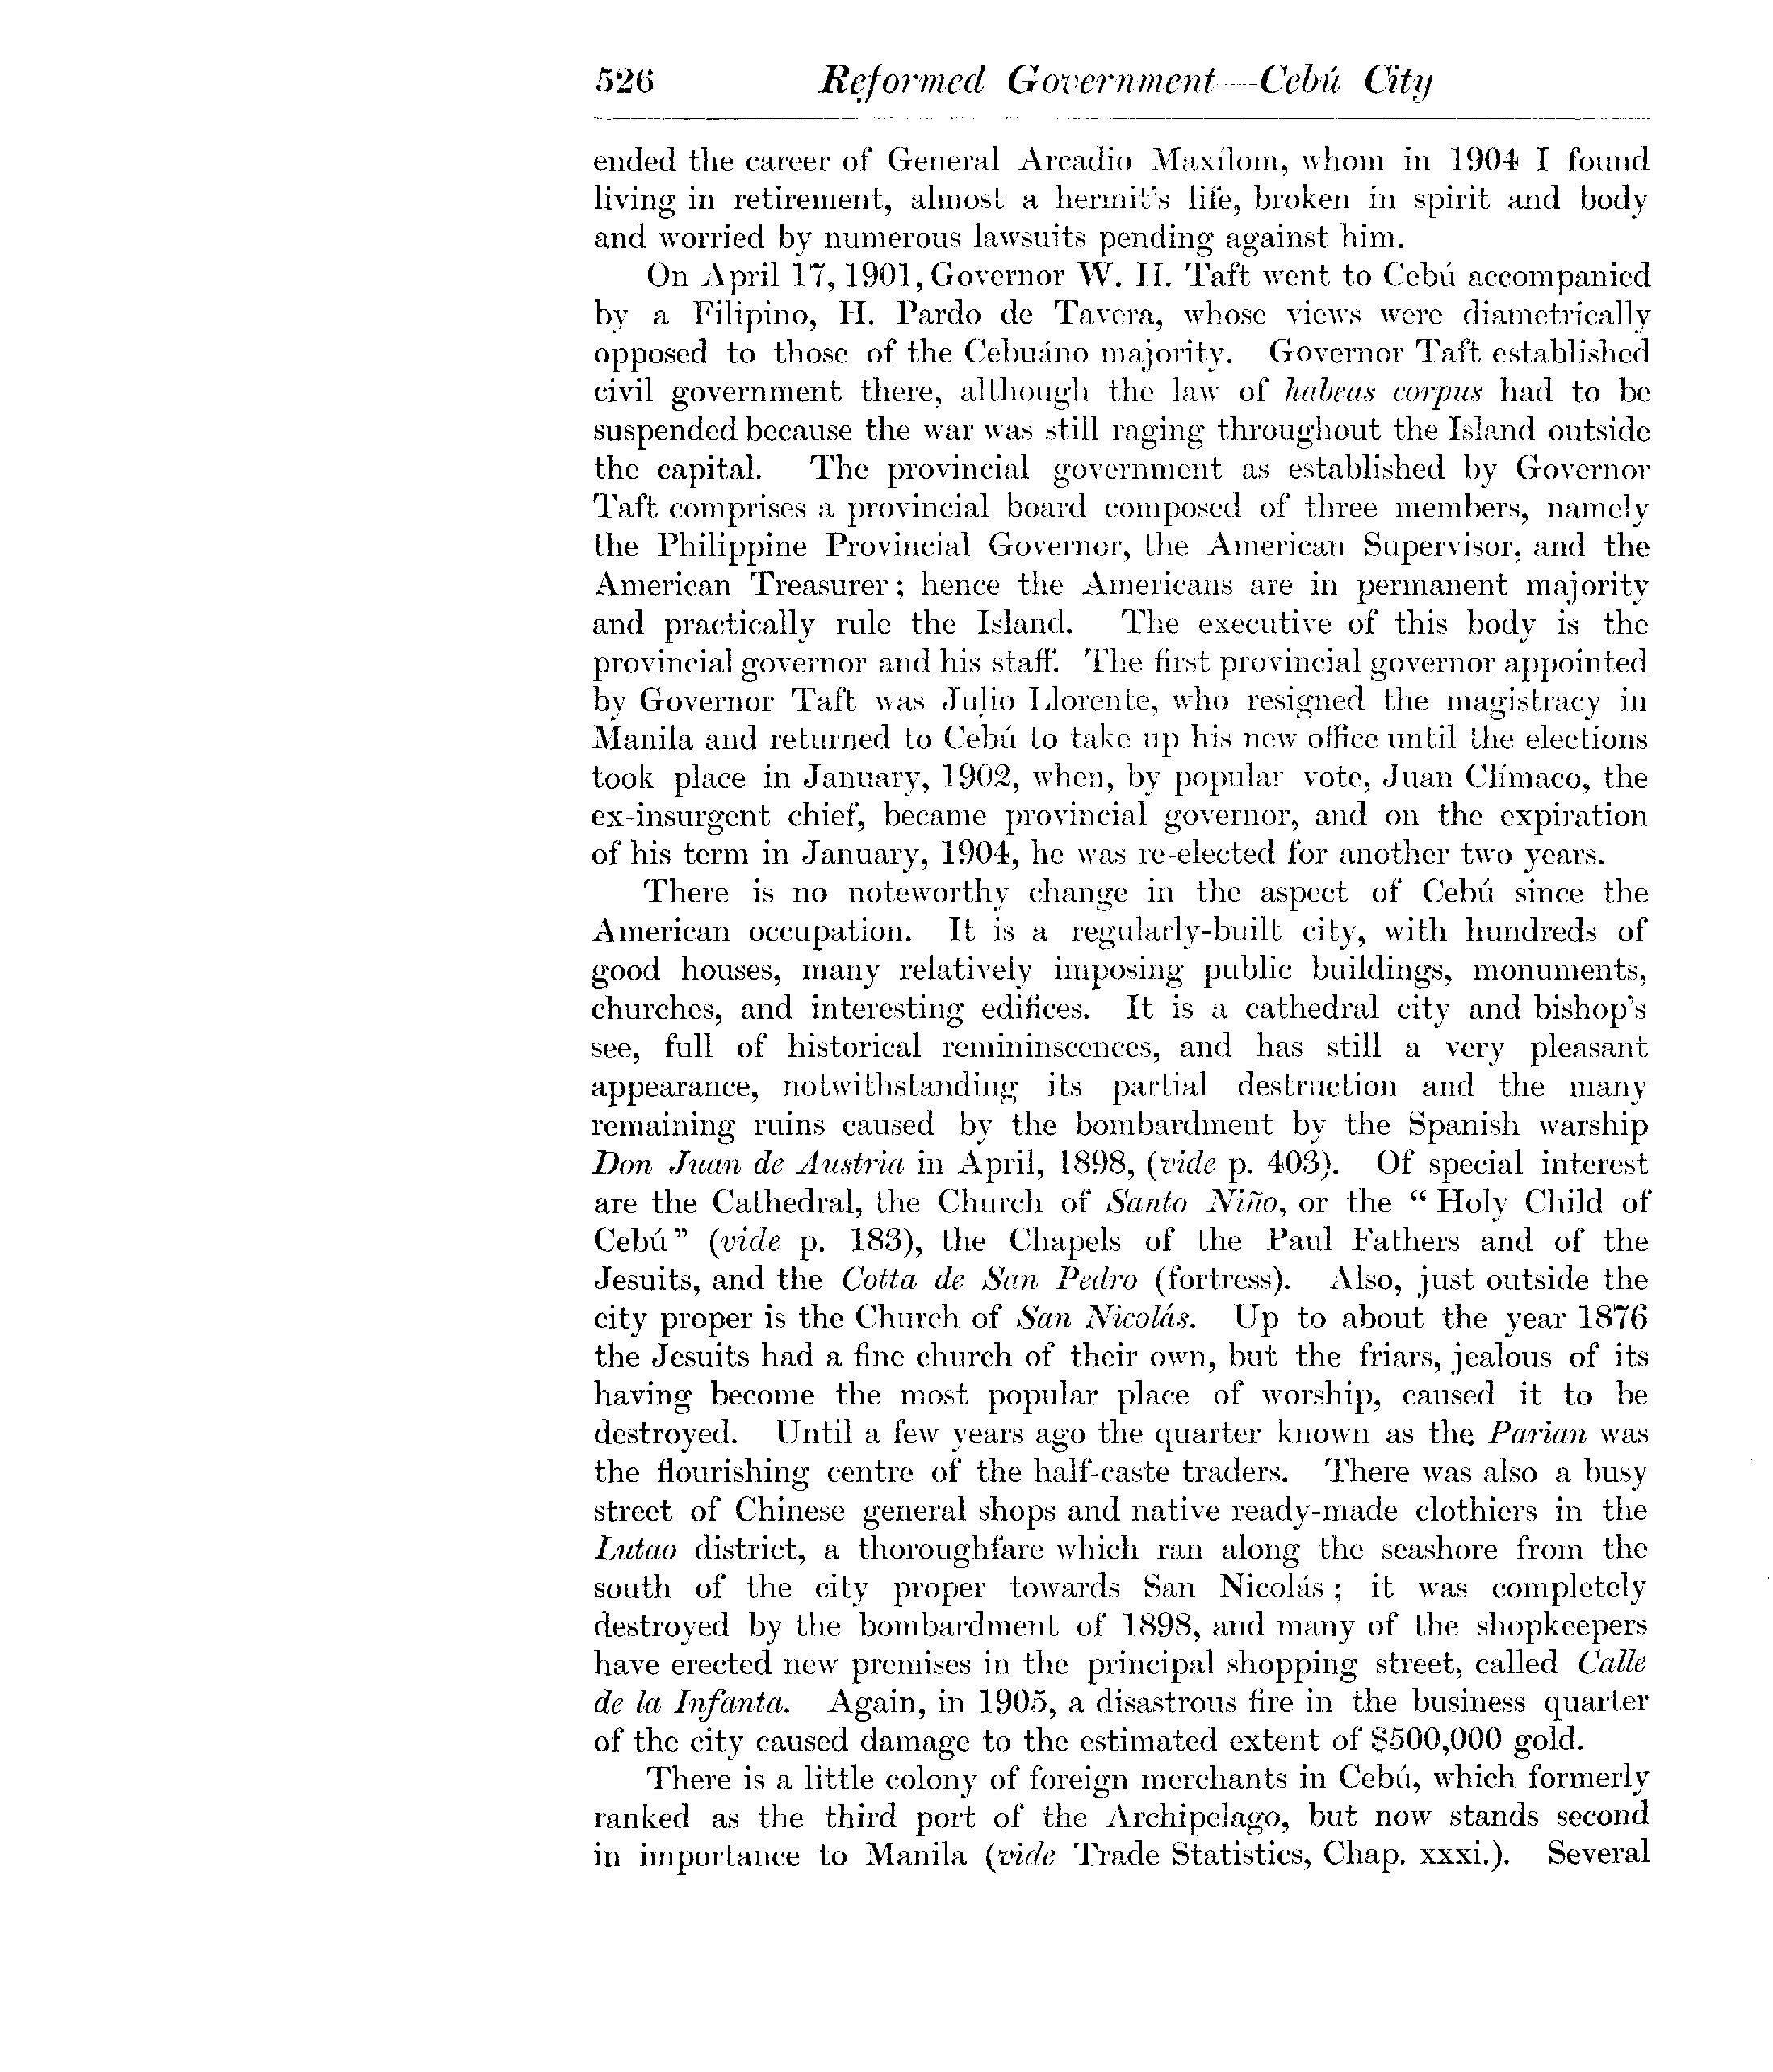 526 Reformed Government—Cebú City
ended the career of General Arcadio Maxílom, whom in 1904 I found
living in retirement, almost a hermit's life, broken in spirit and body
and worried by numerous lawsuits pending against him.
On April 17, 1901, Governor W. H. Taft went to Cebú accompanied
by a Filipino, H. Pardo de Tavera, whose views were diametrically
opposed to those of the Cebuáno majority. Governor Taft established
civil government there, although the law of habeas corpus had to be
suspended because the war was still raging throughout the Island outside
the capital. The provincial government as established by Governor
Taft comprises a provincial board composed of three members, namely
the Philippine Provincial Governor, the American Supervisor, and the
American Treasurer; hence the Americans are in permanent majority
and practically rule the Island. The executive of this body is the
provincial governor and his staff. The first provincial governor appointed
by Governor Taft was Julio Llorente, who resigned the magistracy in
Manila and returned to Cebú to take up his new office until the elections
took place in January, 1902, when, by popular vote, Juan Clímaco, the
ex-insurgent chief, became provincial governor, and on the expiration
of his term in January, 1904, he was re-elected for another two years.
There is no noteworthy change in the aspect of Cebú since the
American occupation. It is a regularly-built city, with hundreds of
good houses, many relatively imposing public buildings, monuments,
churches, and interesting edifices. It is a cathedral city and bishop's
see, full of historical remininscences, and has still a very pleasant
appearance, notwithstanding its partial destruction and the many
remaining ruins caused by the bombardment by the Spanish warship
Don Juan de Austria in April, 1898, (vide p. 403). Of special interest
are the Cathedral, the Church of Santo Niño, or the “ Holy Child of
Cebú” (vide p. 183), the Chapels of the Paul Fathers and of the
Jesuits, and the Cotta de San Pedro (fortress). Also, just outside the
city proper is the Church of San Nicolás. Up to about the year 1876
the Jesuits had a fine church of their own, but the friars, jealous of its
having become the most popular place of worship, caused it to be
destroyed. Until a few years ago the quarter known as the Parian was
the flourishing centre of the half-caste traders. There was also a busy
street of Chinese general shops and native ready-made clothiers in the
Lutao district, a thoroughfare which ran along the seashore from the
south of the city proper towards San Nicolás; it was completely
destroyed by the bombardment of 1898, and many of the shopkeepers
have erected new premises in the principal shopping street, called Calle
de la Infanta. Again, in 1905, a disastrous fire in the business quarter
of the city caused damage to the estimated extent of $500,000 gold.
There is a little colony of foreign merchants in Cebú, which formerly
ranked as the third port of the Archipelago, but now stands second
in importance to Manila (vide Trade Statistics, Chap. xxxi.). Several